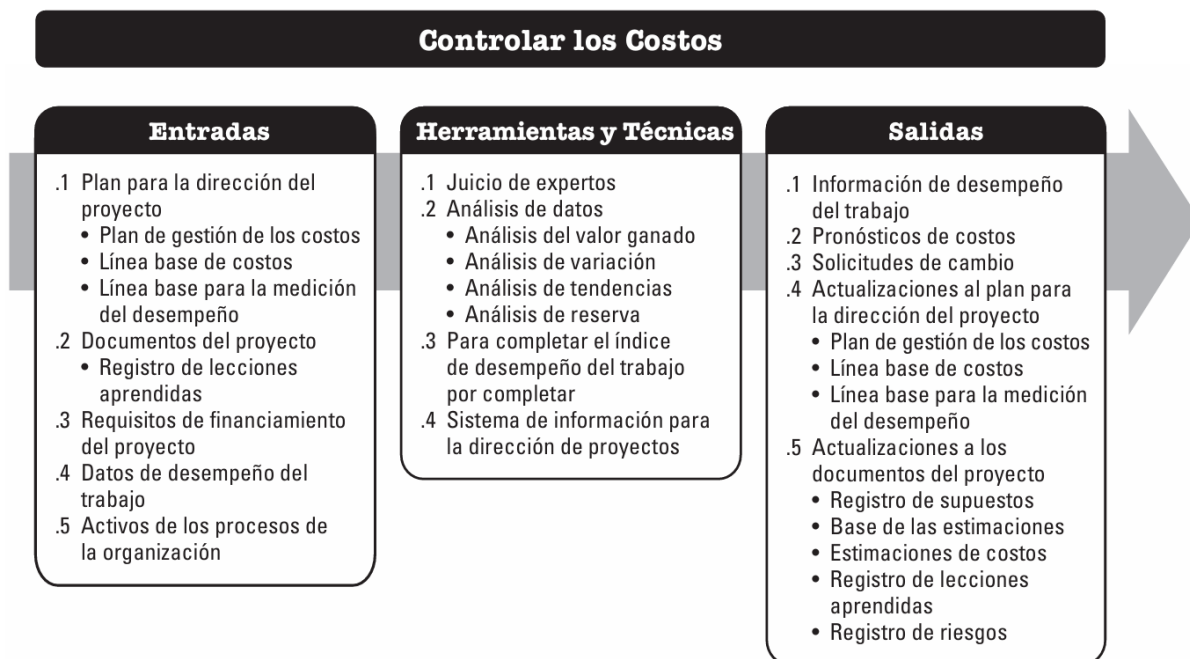 Controlar los Costos
Entradas
.1 Plan para la dirección del
proyecto
• Plan de gestión de los costos
• Línea base de costos
• Línea base para la medición
del desempeño
.2 Documentos del proyecto
• Registro de lecciones
aprendidas
.3 Requisitos de financiamiento
del proyecto
.4 Datos de desempeño del
trabajo
.5 Activos de los procesos de
la organización
Herramientas y Técnicas
.1 Juicio de expertos
.2 Análisis de datos
• Análisis del valor ganado
• Análisis de variación
• Análisis de tendencias
• Análisis de reserva
.3 Para completar el índice
de desempeño del trabajo
por completar
.4 Sistema de información para
la dirección de proyectos
Salidas
.1 Información de desempeño
del trabajo
.2 Pronósticos de costos
.3 Solicitudes de cambio
.4 Actualizaciones al plan para
la dirección del proyecto
• Plan de gestión de los costos
• Línea base de costos
• Línea base para la medición
del desempeño
.5 Actualizaciones a los
documentos del proyecto
• Registro de supuestos
• Base de las estimaciones
• Estimaciones de costos
• Registro de lecciones
aprendidas
• Registro de riesgos